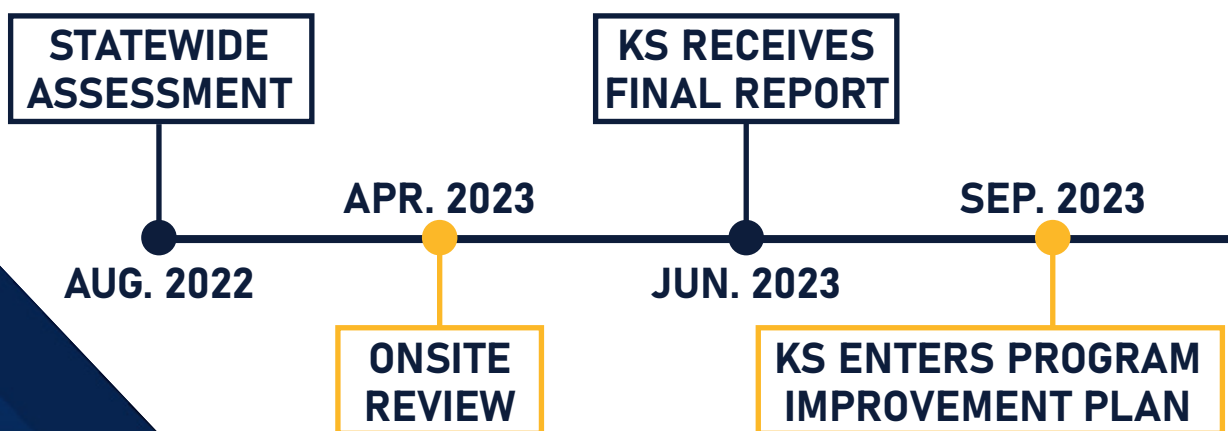 STATEWIDE
ASSESSMENT
AUG. 2022
APR. 2023
ONSITE
REVIEW
KS RECEIVES
FINAL REPORT
JUN. 2023
SEP. 2023
KS ENTERS PROGRAM
IMPROVEMENT PLAN